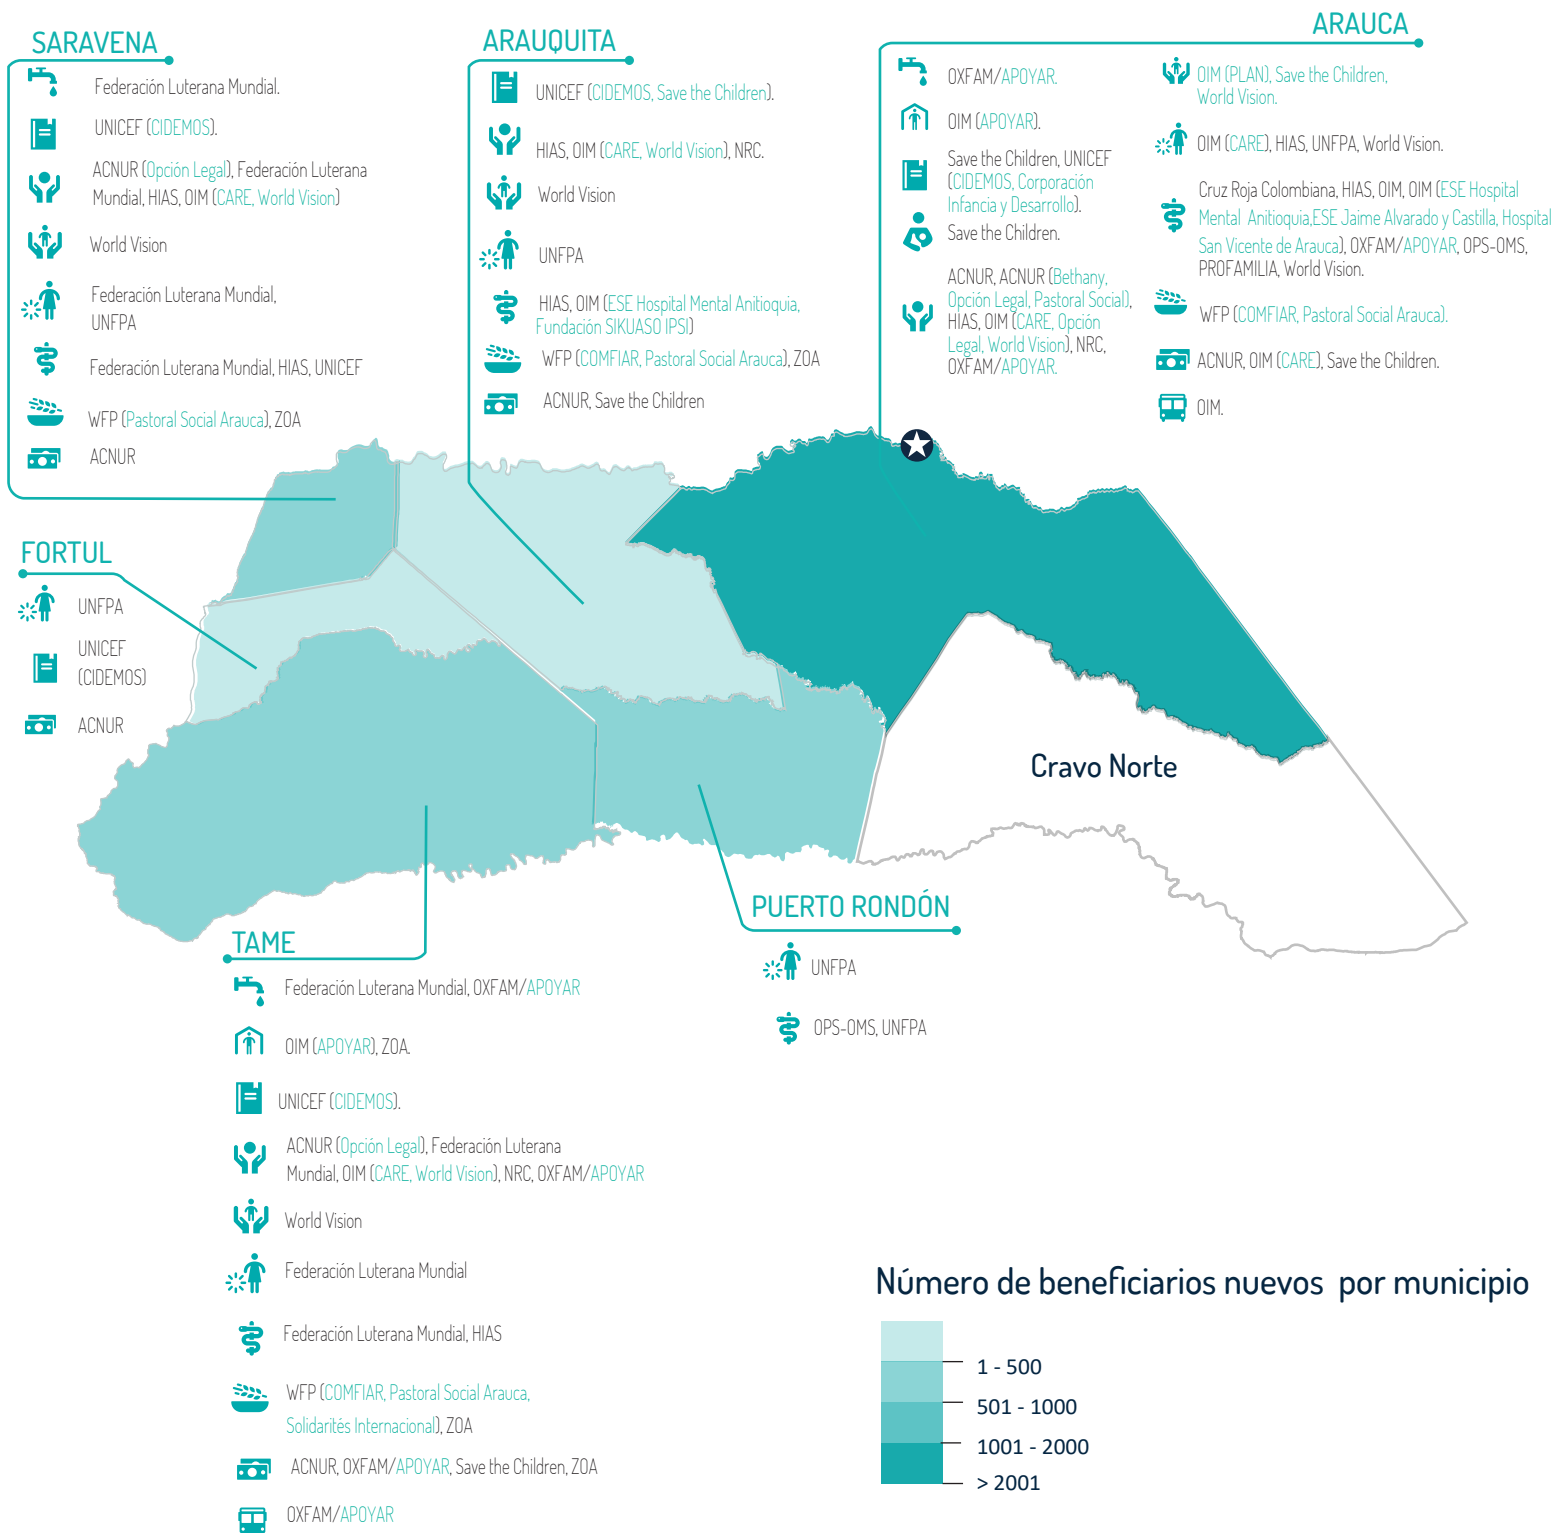 SARAVENA
Federación Luterana Mundial.
UNICEF (CIDEMOS).
ACNUR (Opción Legal), Federación Luterana
Mundial, HIAS, OIM (CARE, World Vision)
World Vision
Federación Luterana Mundial,
UNFPA
Federación Luterana Mundial, HIAS, UNICEF
WFP (Pastoral Social Arauca), ZOA
ACNUR
ARAUQUITA
UNICEF (CIDEMOS, Save the Children).
HIAS, OIM (CARE, World Vision), NRC.
World Vision
UNFPA
HIAS, OIM (ESE Hospital Mental Anitioquia,
Fundación SIKUASO IPSI)
WFP (COMFIAR, Pastoral Social Arauca), ZOA
ACNUR, Save the Children
ARAUCA
OXFAM/APOYAR.
OIM (APOYAR).
Save the Children, UNICEF
(CIDEMOS, Corporación
Infancia y Desarrollo).
Save the Children.
ACNUR, ACNUR (Bethany,
Opción Legal, Pastoral Social),
HIAS, OIM (CARE, Opción
Legal, World Vision), NRC,
OXFAM/APOYAR.
OIM (PLAN), Save the Children,
World Vision.
OIM (CARE), HIAS, UNFPA, World Vision.
Cruz Roja Colombiana, HIAS, OIM, OIM (ESE Hospital
Mental Anitioquia,ESE Jaime Alvarado y Castilla, Hospital
San Vicente de Arauca), OXFAM/APOYAR, OPS-OMS,
PROFAMILIA, World Vision.
WFP (COMFIAR, Pastoral Social Arauca).
ACNUR, OIM (CARE), Save the Children.
OIM.
FORTUL
UNFPA
UNICEF
(CIDEMOS)
ACNUR
Cravo Norte
PUERTO RONDÓN
UNFPA
OPS-OMS, UNFPA
TAME
Federación Luterana Mundial, OXFAM/APOYAR
OIM (APOYAR), ZOA.
UNICEF (CIDEMOS).
ACNUR (Opción Legal), Federación Luterana
Mundial, OIM (CARE, World Vision), NRC, OXFAM/APOYAR
World Vision
Federación Luterana Mundial
Federación Luterana Mundial, HIAS
WFP (COMFIAR, Pastoral Social Arauca,
Solidarités Internacional), ZOA
ACNUR, OXFAM/APOYAR, Save the Children, ZOA
OXFAM/APOYAR
Número de beneficiarios nuevos por municipio
1 - 500
501 - 1000
1001 - 2000
> 2001